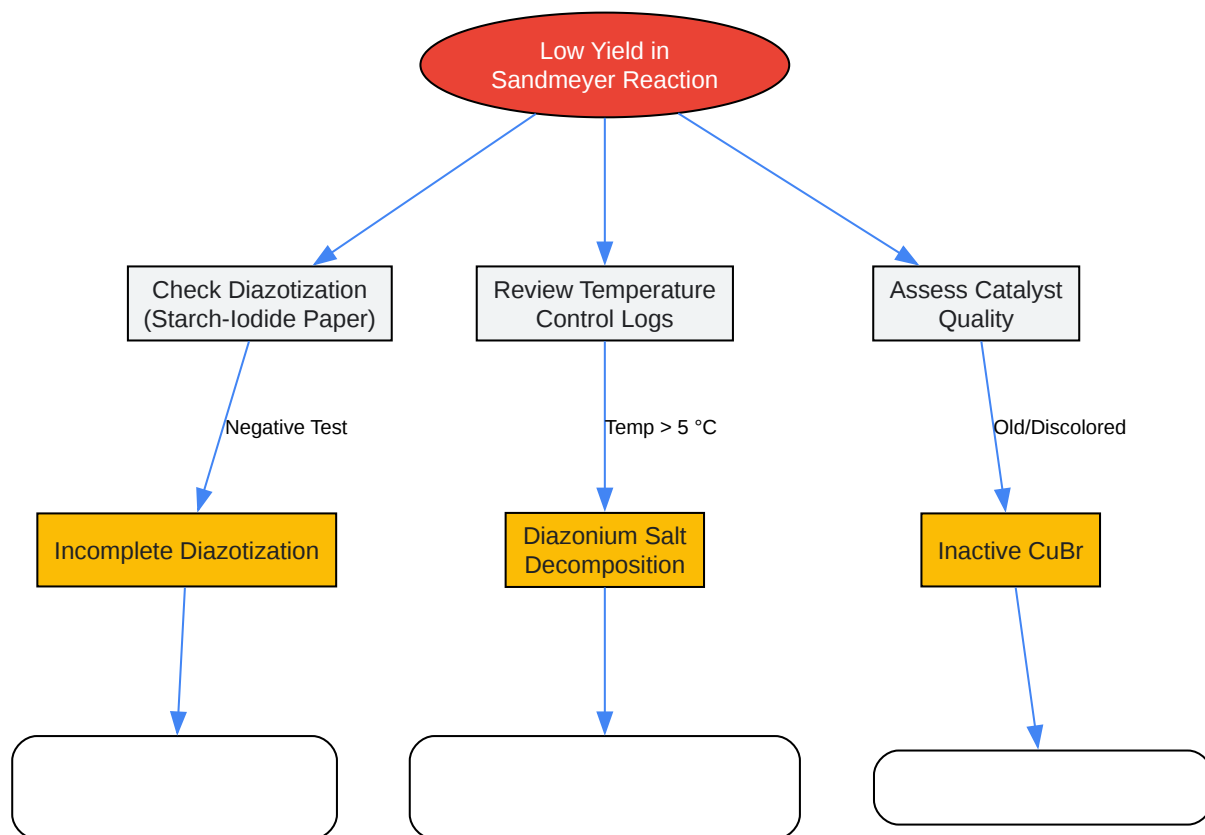 Low Yield in
Sandmeyer Reaction
Check Diazotization
(Starch-Iodide Paper)
Review Temperature
Control Logs
Assess Catalyst
Quality
Negative Test
Temp > 5 °C
Old/Discolored
Incomplete Diazotization
Diazonium Salt
Decomposition
Inactive CuBr